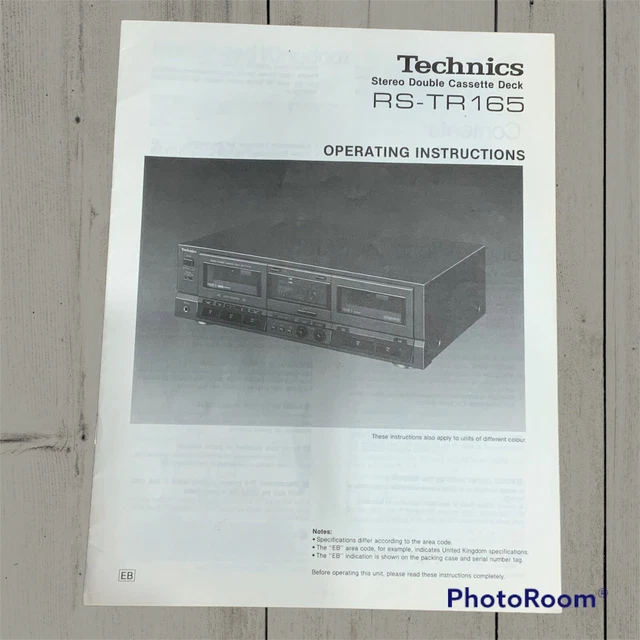 Technics
Stereo Double Cassette Deck
RS-TR165
OPERATING INSTRUCTIONS
These instructions also apply to units of different colour.
Notes:
• Specifications differ according to the area code.
• The "EB" area code, for example, indicates United Kingdom specifications.
• The "EB" indication is shown on the packing case and serial number tag.
Before operating this unit, please read these instructions completely.
EB
PhotoRoom®